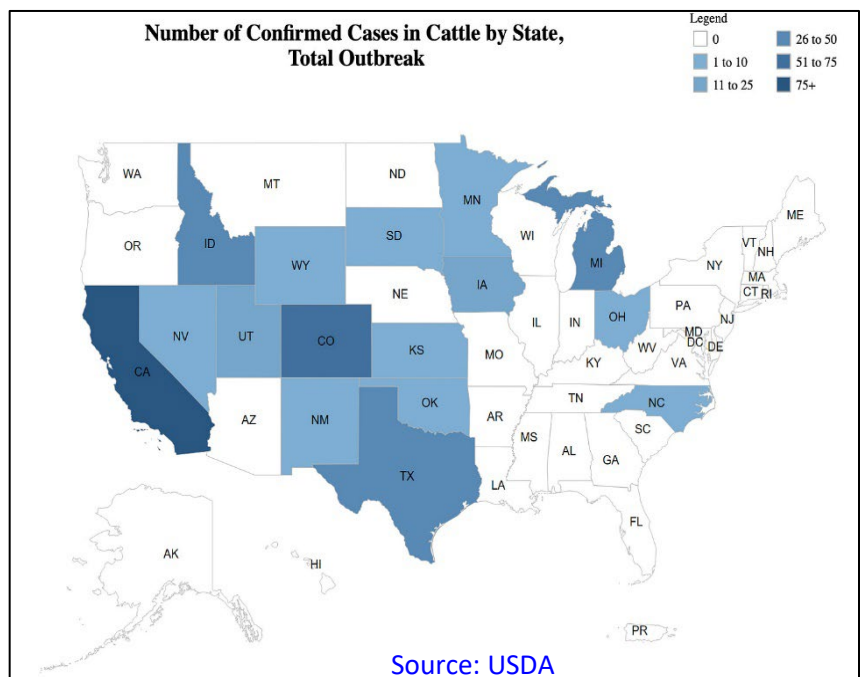 Number of Confirmed Cases in Cattle by State,
Total Outbreak
Legend
0
1 to 10
11 to 25
26 to 50
51 to 75
75+
WA
MT
ND
MN
ME
OR
ID
WY
SD
WI
MI
VT
NH
NY
MA
CT
RI
NV
UT
CO
NE
IA
IL
IN
OH
PA
NJ
MD
DC
DE
CA
KS
MO
KY
WV
VA
AZ
NM
OK
AR
TN
NC
SC
TX
LA
MS
AL
GA
FL
AK
HI
PR
Source: USDA